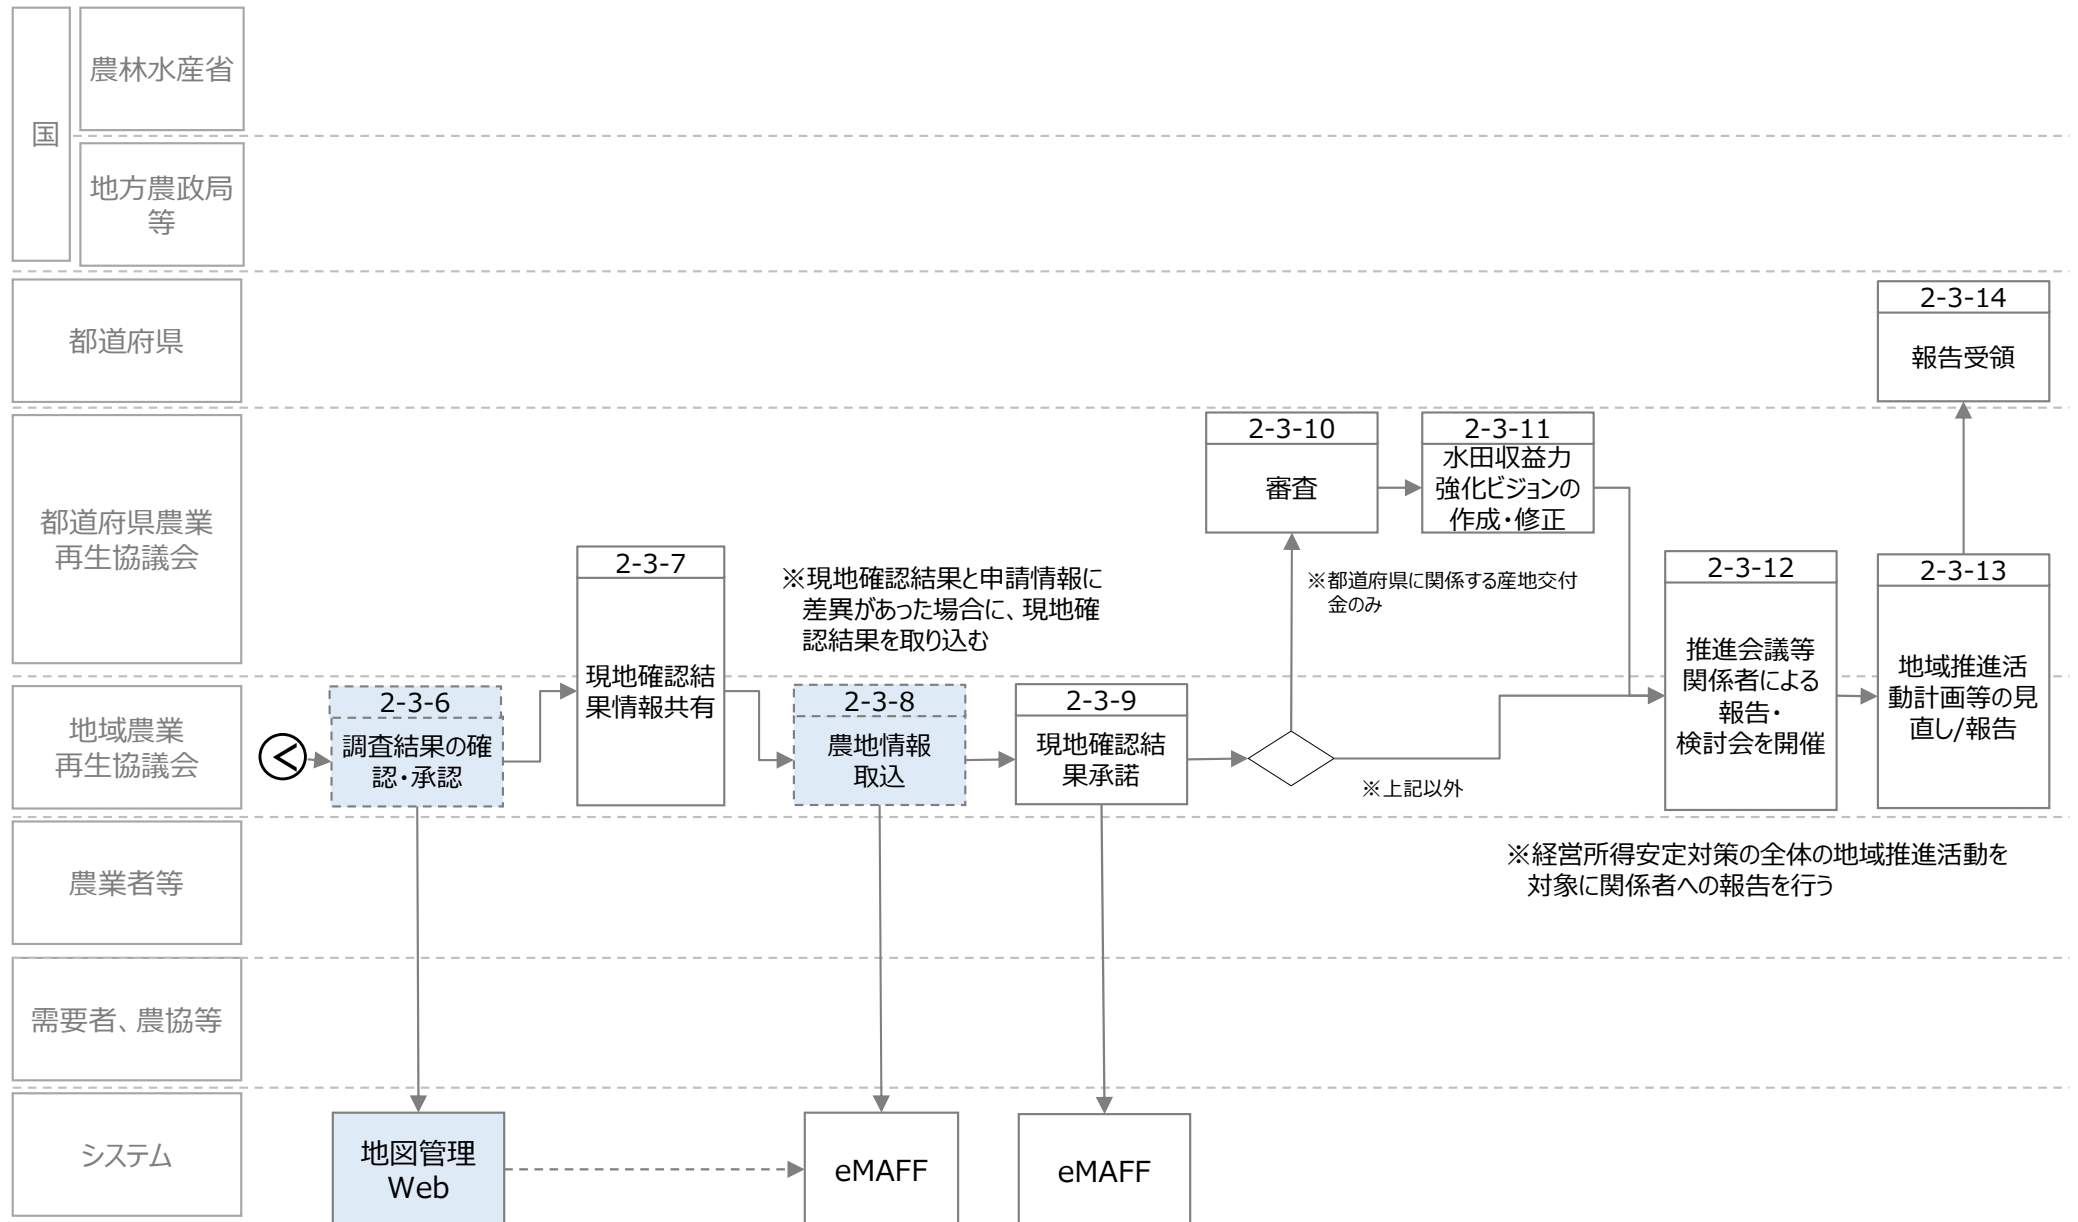 国
農林水産省
地方農政局
等
都道府県
都道府県農業
再生協議会
地域農業
再生協議会
農業者等
需要者、農協等
システム
2-3-6
調査結果の確
認・承認
2-3-7
現地確認結
果情報共有
※現地確認結果と申請情報に
差異があった場合に、現地確
認結果を取り込む
2-3-8
農地情報
取込
2-3-9
現地確認結
果承諾
2-3-10
審査
※都道府県に関係する産地交付
金のみ
※上記以外
2-3-11
水田収益力
強化ビジョンの
作成・修正
2-3-12
推進会議等
関係者による
報告・
検討会を開催
2-3-13
地域推進活
動計画等の見
直し/報告
2-3-14
報告受領
※経営所得安定対策の全体の地域推進活動を
対象に関係者への報告を行う
地図管理
Web
eMAFF
eMAFF